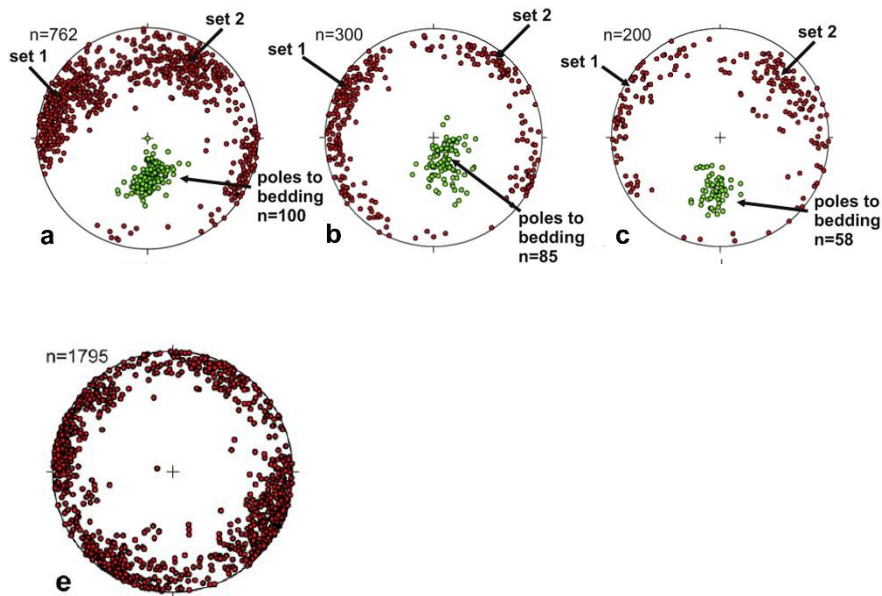 n=762
set 1
set 2
poles to
bedding
n=100
a
n=300
set 1
set 2
poles to
bedding
n=85
b
n=200
set 1
set 2
poles to
bedding
n=58
c
n=1795
e